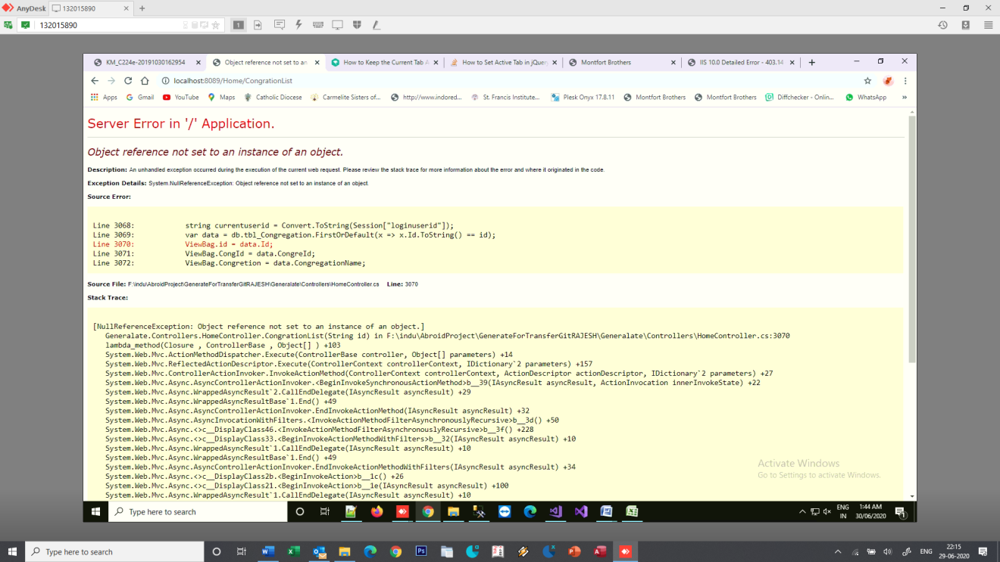 AnyDesk
132015890
132015890
1
KM_C224e-20191030162954
Object reference not set to an
How to Keep the Current Tab A
How to Set Active Tab in jQuery
Montfort Brothers
IIS 10.0 Detailed Error - 403.14
localhost:8089/Home/CongrationList
Apps
Gmail
YouTube
Maps
Catholic Diocese
Carmelite Sisters of...
http://www.indored...
St. Francis Institute...
Plesk Onyx 17.8.11
Montfort Brothers
Montfort Brothers
Diffchecker - Onlin...
WhatsApp
»
Server Error in '/' Application.
Object reference not set to an instance of an object.
Description: An unhandled exception occurred during the execution of the current web request. Please review the stack trace for more information about the error and where it originated in the code.
Exception Details: System.NullReferenceException: Object reference not set to an instance of an object.
Source Error:
Line 3068: string currentuserid = Convert.ToString(Session["loginuserid"]);
Line 3069: var data = db.tbl_Congregation.FirstOrDefault(x => x.Id.ToString() == id);
Line 3070: ViewBag.id = data.Id;
Line 3071: ViewBag.CongId = data.CongreId;
Line 3072: ViewBag.Congretion = data.CongregationName;
Source File: F:\indu\AbroidProject\GenerateForTransferGitRAJESH\Generalate\Controllers\HomeController.cs Line: 3070
Stack Trace:
[NullReferenceException: Object reference not set to an instance of an object.]
Generalate.Controllers.HomeController.CongrationList(String id) in F:\indu\AbroidProject\GenerateForTransferGitRAJESH\Generalate\Controllers\HomeController.cs:3070
lambda_method(Closure , ControllerBase , Object[] ) +103
System.Web.Mvc.ActionMethodDispatcher.Execute(ControllerBase controller, Object[] parameters) +14
System.Web.Mvc.ReflectedActionDescriptor.Execute(ControllerContext controllerContext, IDictionary`2 parameters) +157
System.Web.Mvc.ControllerActionInvoker.InvokeActionMethod(ControllerContext controllerContext, ActionDescriptor actionDescriptor, IDictionary`2 parameters) +27
System.Web.Mvc.Async.AsyncControllerActionInvoker.<BeginInvokeSynchronousActionMethod>b__39(IAsyncResult asyncResult, ActionInvocation innerInvokeState) +22
System.Web.Mvc.Async.WrappedAsyncResult`2.CallEndDelegate(IAsyncResult asyncResult) +29
System.Web.Mvc.Async.WrappedAsyncResultBase`1.End() +49
System.Web.Mvc.Async.AsyncControllerActionInvoker.EndInvokeActionMethod(IAsyncResult asyncResult) +32
System.Web.Mvc.Async.AsyncInvocationWithFilters.<InvokeActionMethodFilterAsynchronouslyRecursive>b__3d() +50
System.Web.Mvc.Async.<>c__DisplayClass46.<InvokeActionMethodFilterAsynchronouslyRecursive>b__3f() +228
System.Web.Mvc.Async.<>c__DisplayClass33.<BeginInvokeActionMethodWithFilters>b__32(IAsyncResult asyncResult) +10
System.Web.Mvc.Async.WrappedAsyncResult`1.CallEndDelegate(IAsyncResult asyncResult) +10
System.Web.Mvc.Async.WrappedAsyncResultBase`1.End() +49
System.Web.Mvc.Async.AsyncControllerActionInvoker.EndInvokeActionMethodWithFilters(IAsyncResult asyncResult) +34
System.Web.Mvc.Async.<>c__DisplayClass2b.<BeginInvokeAction>b__1c() +26
System.Web.Mvc.Async.<>c__DisplayClass21.<BeginInvokeAction>b__1e(IAsyncResult asyncResult) +100
System.Web.Mvc.Async.WrappedAsyncResult`1.CallEndDelegate(IAsyncResult asyncResult) +10
Activate Windows
Go to Settings to activate Windows.
Type here to search
ENG
IN
1:44 AM
30/06/2020
1
Type here to search
ENG
22:15
29-06-2020